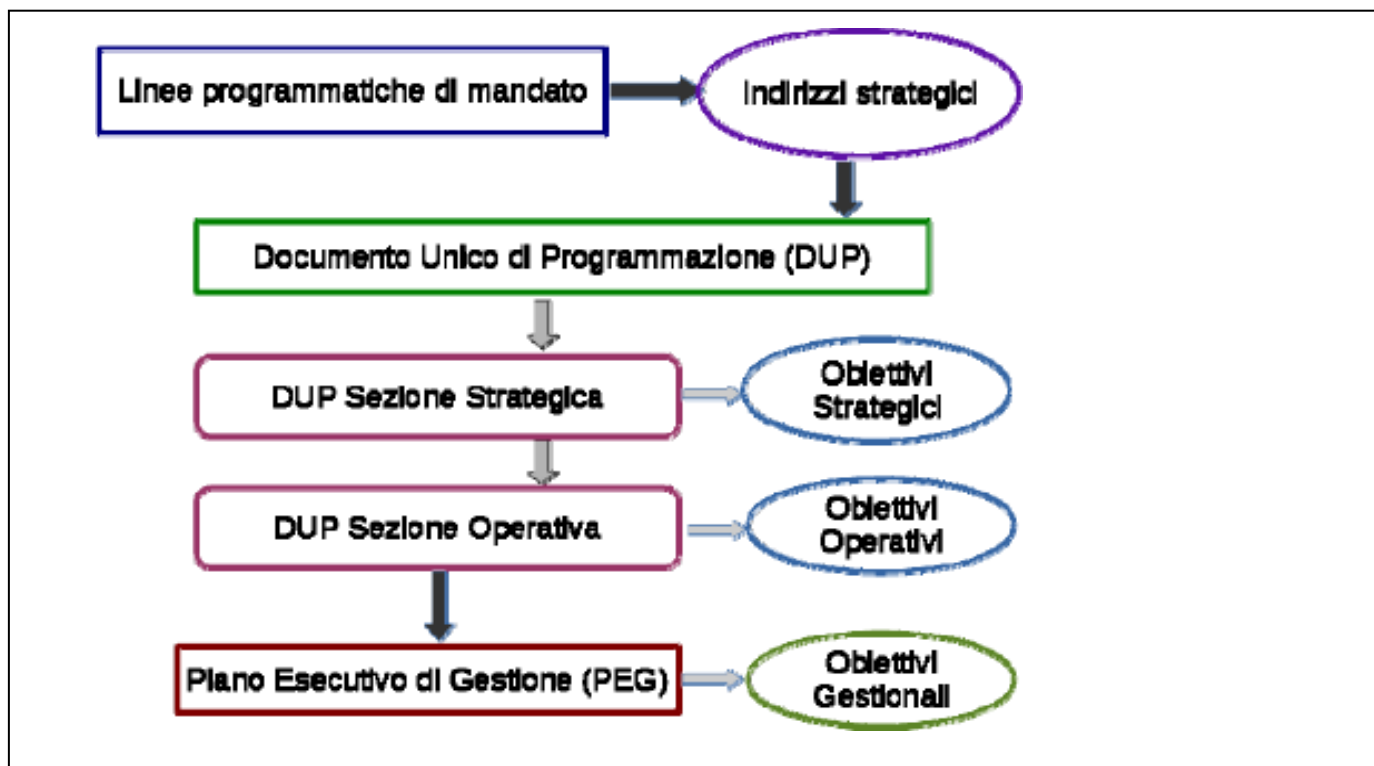 Linee programmatiche di mandato
Indirizzi strategici
Documento Unico di Programmazione (DUP)
DUP Sezione Strategica
Obiettivi
Strategici
DUP Sezione Operativa
Obiettivi
Operativi
Piano Esecutivo di Gestione (PEG)
Obiettivi
Gestionali